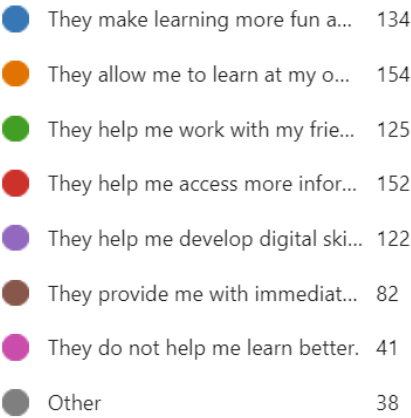 They make learning more fun a... 134
They allow me to learn at my o... 154
They help me work with my frie... 125
They help me access more infor... 152
They help me develop digital ski... 122
They provide me with immediat... 82
They do not help me learn better. 41
Other 38